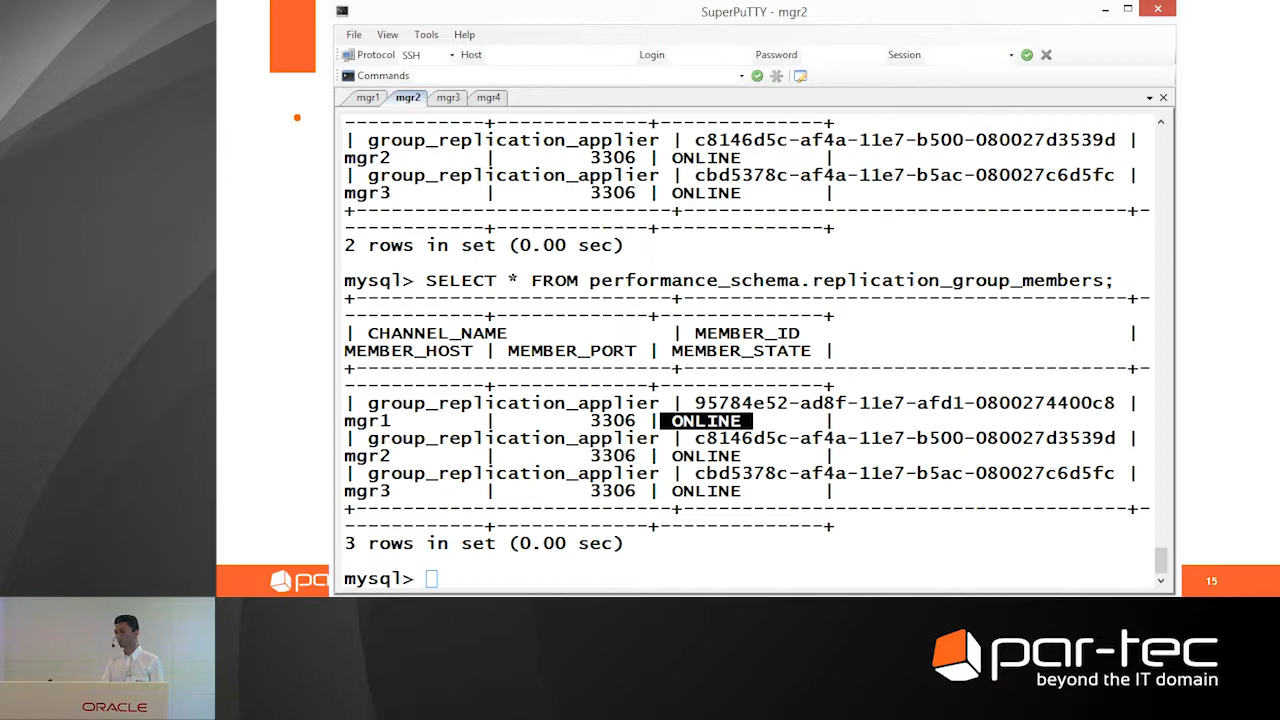 SuperPuTTY - mgr2
File View Tools Help
Protocol SSH Host Login Password Session
Commands
mgr1 mgr2 mgr3 mgr4
------------+-------------+-------------+
| group_replication_applier | c8146d5c-af4a-11e7-b500-080027d3539d |
mgr2 | 3306 | ONLINE |
| group_replication_applier | cbd5378c-af4a-11e7-b5ac-080027c6d5fc |
mgr3 | 3306 | ONLINE |
+---------------------------+--------------------------------------+-
------------+-------------+-------------+
2 rows in set (0.00 sec)
mysql> SELECT * FROM performance_schema.replication_group_members;
+---------------------------+--------------------------------------+-
------------+-------------+-------------+
| CHANNEL_NAME | MEMBER_ID |
MEMBER_HOST | MEMBER_PORT | MEMBER_STATE |
+---------------------------+--------------------------------------+-
------------+-------------+-------------+
| group_replication_applier | 95784e52-ad8f-11e7-afd1-0800274400c8 |
mgr1 | 3306 | ONLINE |
| group_replication_applier | c8146d5c-af4a-11e7-b500-080027d3539d |
mgr2 | 3306 | ONLINE |
| group_replication_applier | cbd5378c-af4a-11e7-b5ac-080027c6d5fc |
mgr3 | 3306 | ONLINE |
+---------------------------+--------------------------------------+-
------------+-------------+-------------+
3 rows in set (0.00 sec)
mysql>
par
15
ORACLE
par-tec
beyond the IT domain